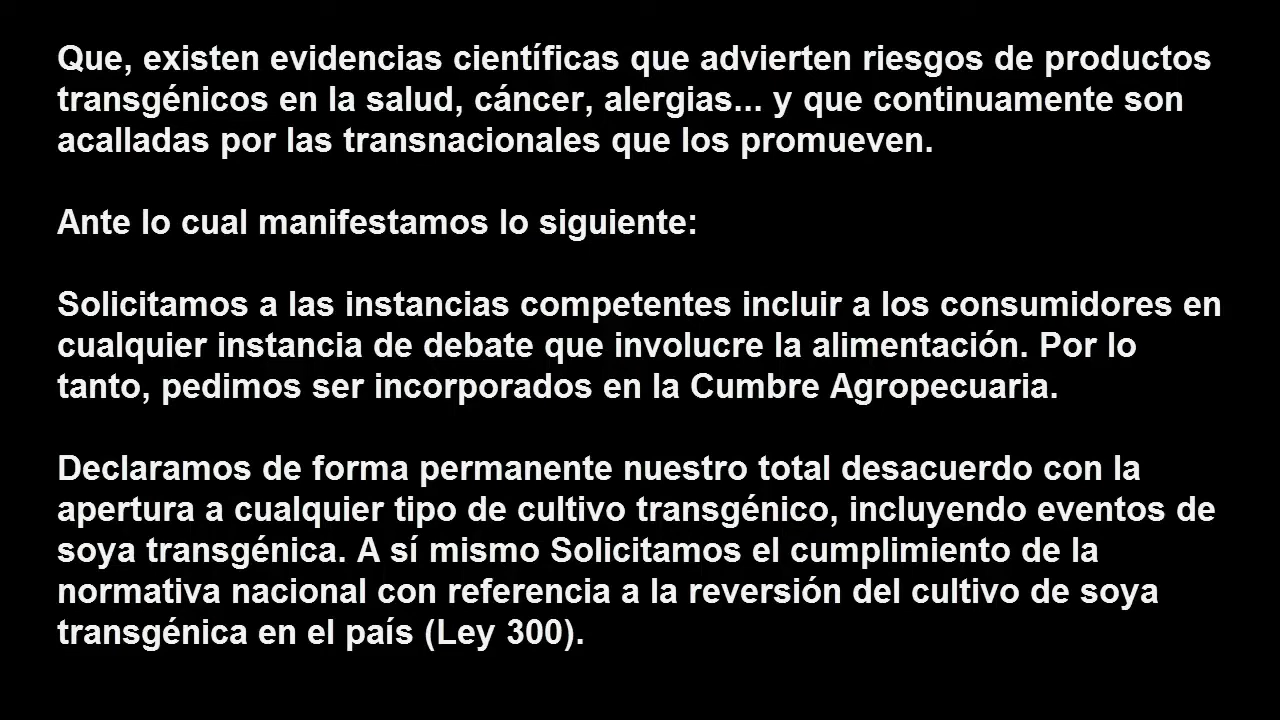 Que, existen evidencias científicas que advierten riesgos de productos
transgénicos en la salud, cáncer, alergias... y que continuamente son
acalladas por las transnacionales que los promueven.
Ante lo cual manifestamos lo siguiente:
Solicitamos a las instancias competentes incluir a los consumidores en
cualquier instancia de debate que involucre la alimentación. Por lo
tanto, pedimos ser incorporados en la Cumbre Agropecuaria.
Declaramos de forma permanente nuestro total desacuerdo con la
apertura a cualquier tipo de cultivo transgénico, incluyendo eventos de
soya transgénica. A sí mismo Solicitamos el cumplimiento de la
normativa nacional con referencia a la reversión del cultivo de soya
transgénica en el país (Ley 300).